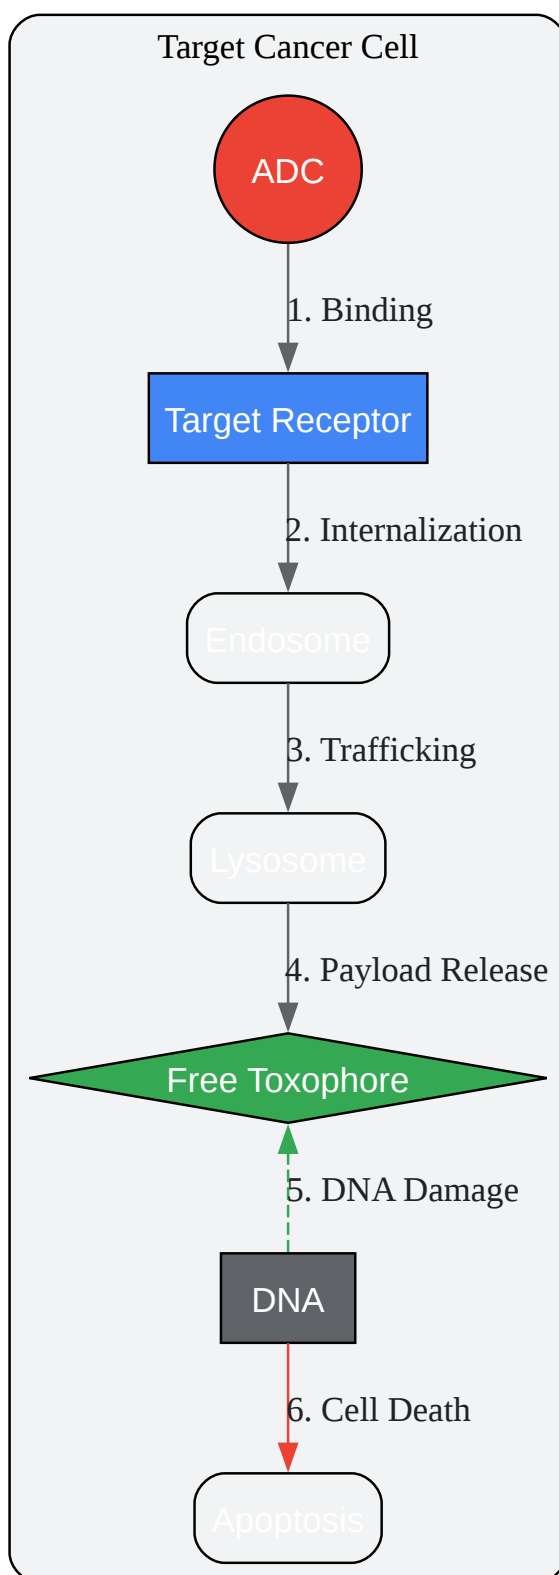 Target Cancer Cell
ADC
1. Binding
Target Receptor
2. Internalization
Endosome
3. Trafficking
Lysosome
4. Payload Release
Free Toxophore
5. DNA Damage
DNA
6. Cell Death
Apoptosis